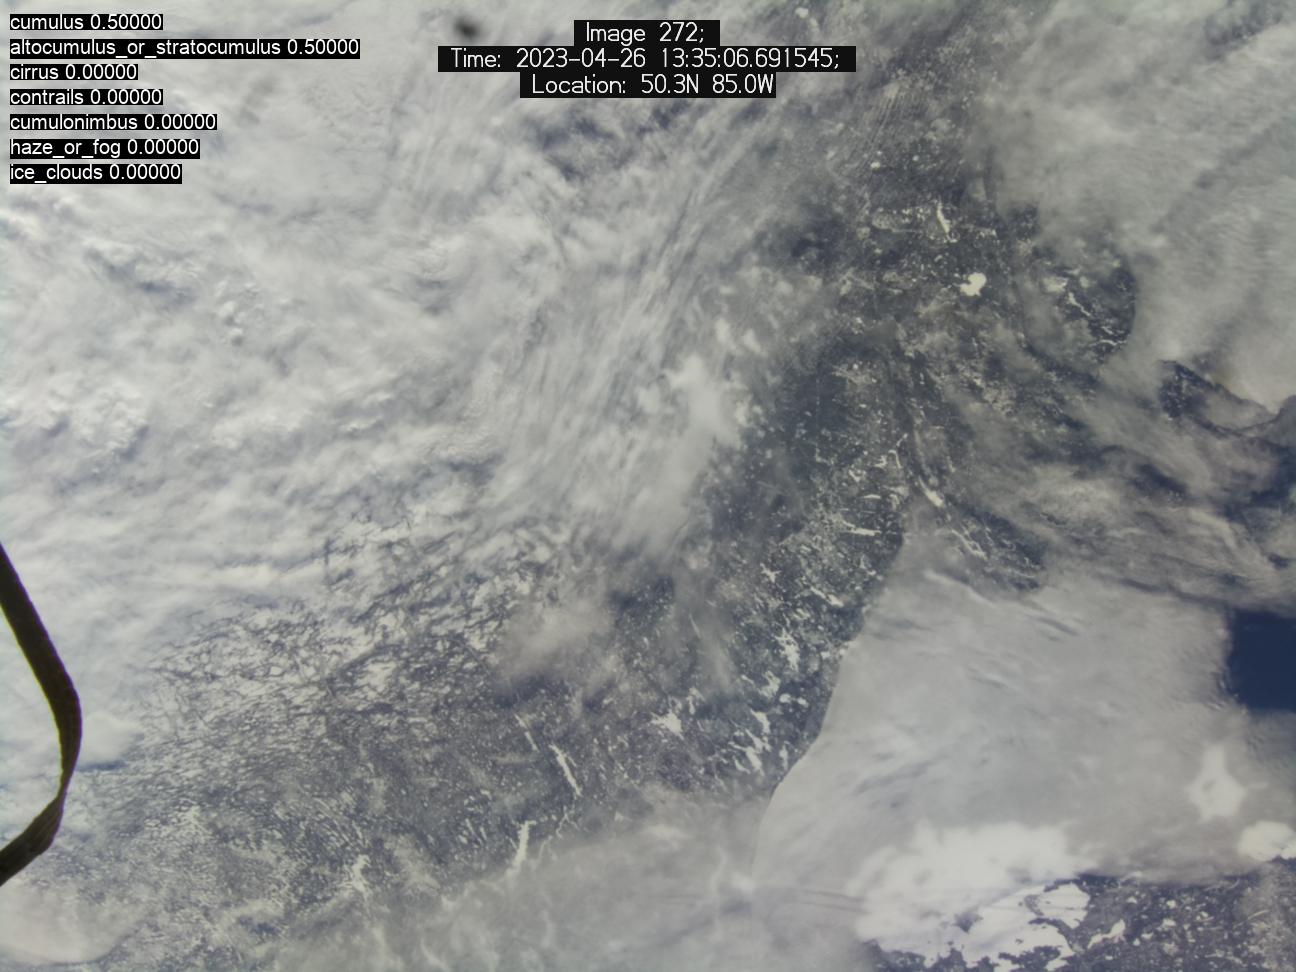 cumulus 0.50000
altocumulus_or_stratocumulus 0.50000
cirrus 0.00000
contrails 0.00000
cumulonimbus 0.00000
haze_or_fog 0.00000
ice_clouds 0.00000
Image 272;
Time: 2023-04-26 13:35:06.691545;
Location: 50.3N 85.0W